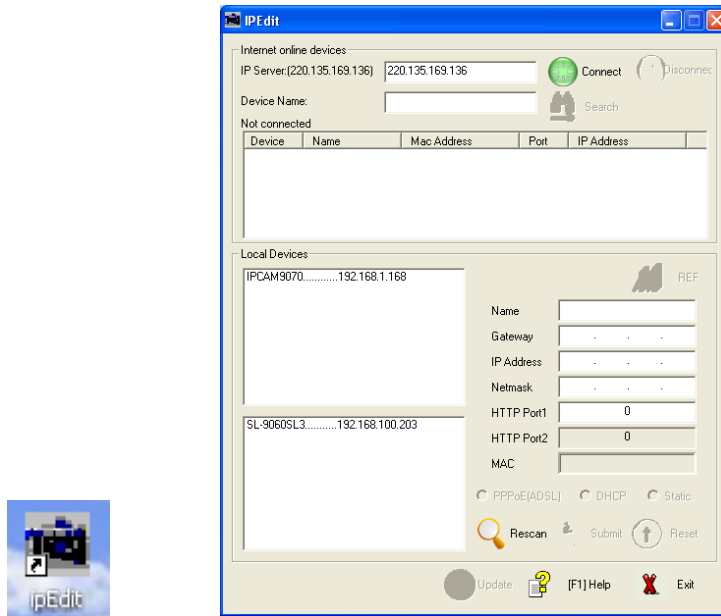 IPEdit
Internet online devices
IP Server:(220.135.169.136) 220.135.169.136 Connect Disconnec
Device Name: Search
Not connected
Device Name Mac Address Port IP Address
Local Devices
IPCAM9070............192.168.1.168
REF
Name
Gateway . . .
IP Address . . .
Netmask . . .
HTTP Port1 0
SL-9060SL3..........192.168.100.203
HTTP Port2 0
MAC
PPPoE(ADSL) DHCP Static
Rescan Submit Reset
Update [F1] Help Exit
ipEdit